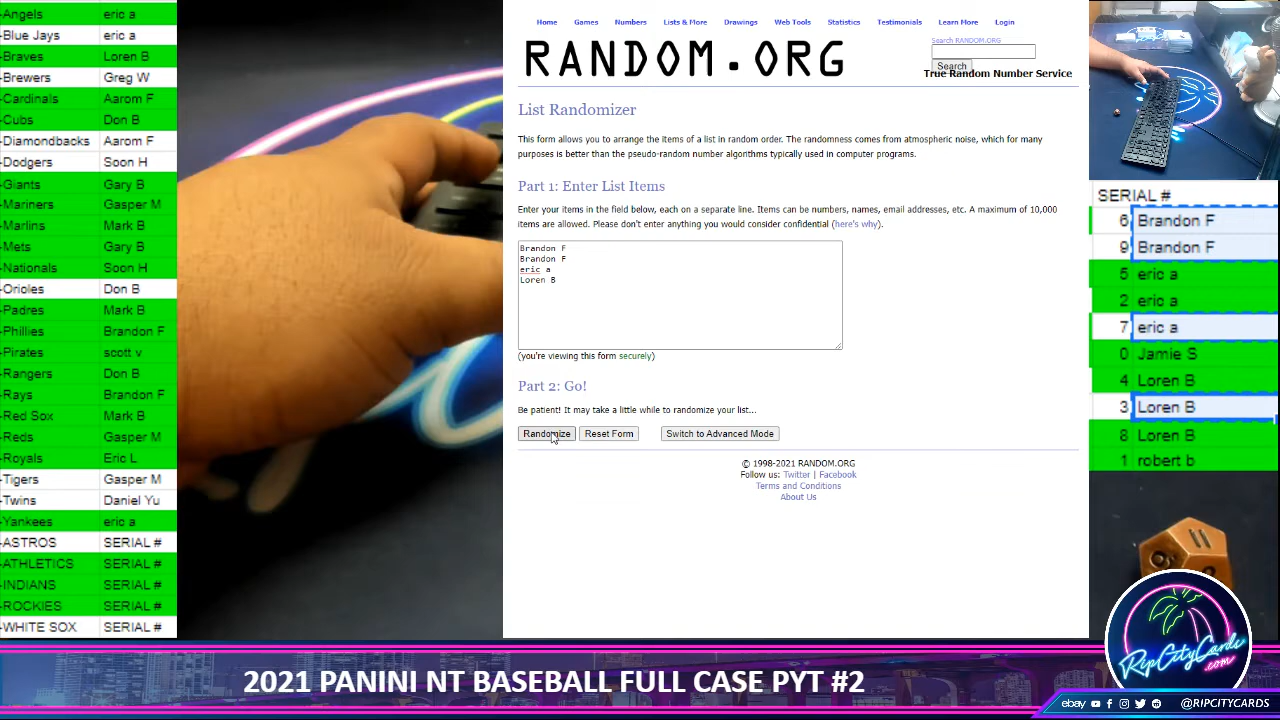 -Angels eric a
-Blue Jays eric a
-Braves Loren B
-Brewers Greg W
-Cardinals Aarom F
-Cubs Don B
-Diamondbacks Aarom F
-Dodgers Soon H
-Giants Gary B
-Mariners Gasper M
-Marlins Mark B
-Mets Gary B
-Nationals Soon H
-Orioles Don B
-Padres Mark B
-Phillies Brandon F
-Pirates scott v
-Rangers Don B
-Rays Brandon F
-Red Sox Mark B
-Reds Gasper M
-Royals Eric L
-Tigers Gasper M
-Twins Daniel Yu
-Yankees eric a
-ASTROS SERIAL #
-ATHLETICS SERIAL #
-INDIANS SERIAL #
-ROCKIES SERIAL #
-WHITE SOX SERIAL #
Home Games Numbers Lists & More Drawings Web Tools Statistics Testimonials Learn More Login
RANDOM.ORG
Search RANDOM.ORG
Search
True Random Number Service
List Randomizer
This form allows you to arrange the items of a list in random order. The randomness comes from atmospheric noise, which for many
purposes is better than the pseudo-random number algorithms typically used in computer programs.
Part 1: Enter List Items
Enter your items in the field below, each on a separate line. Items can be numbers, names, email addresses, etc. A maximum of 10,000
items are allowed. Please don't enter anything you would consider confidential (here's why).
Brandon F
Brandon F
eric a
Loren B
(you're viewing this form securely)
Part 2: Go!
Be patient! It may take a little while to randomize your list...
Randomize Reset Form Switch to Advanced Mode
© 1998-2021 RANDOM.ORG
Follow us: Twitter | Facebook
Terms and Conditions
About Us
SERIAL #
6 Brandon F
9 Brandon F
5 eric a
2 eric a
7 eric a
0 Jamie S
4 Loren B
3 Loren B
8 Loren B
1 robert b
11
RipCityCards
.com
2021 PANINI NT BASEBALL FULL CASE PYT #2
ebay @RIPCITYCARDS